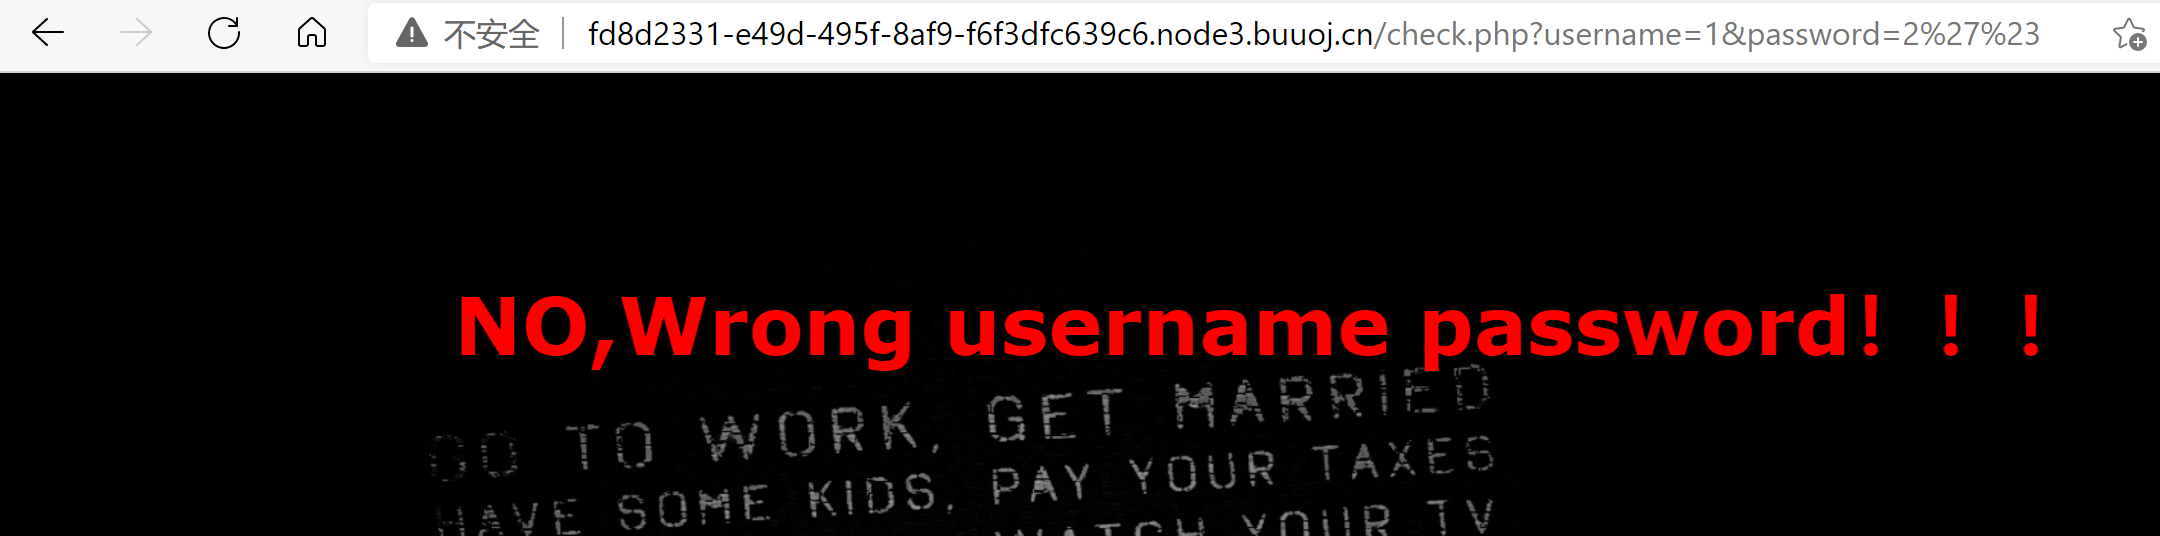 不安全 fd8d2331-e49d-495f-8af9-f6f3dfc639c6.node3.buuoj.cn/check.php?username=1&password=2%27%23
NO,Wrong username password！！！
GO TO WORK, GET MARRIED
HAVE SOME KIDS, PAY YOUR TAXES
WATCH YOUR TV